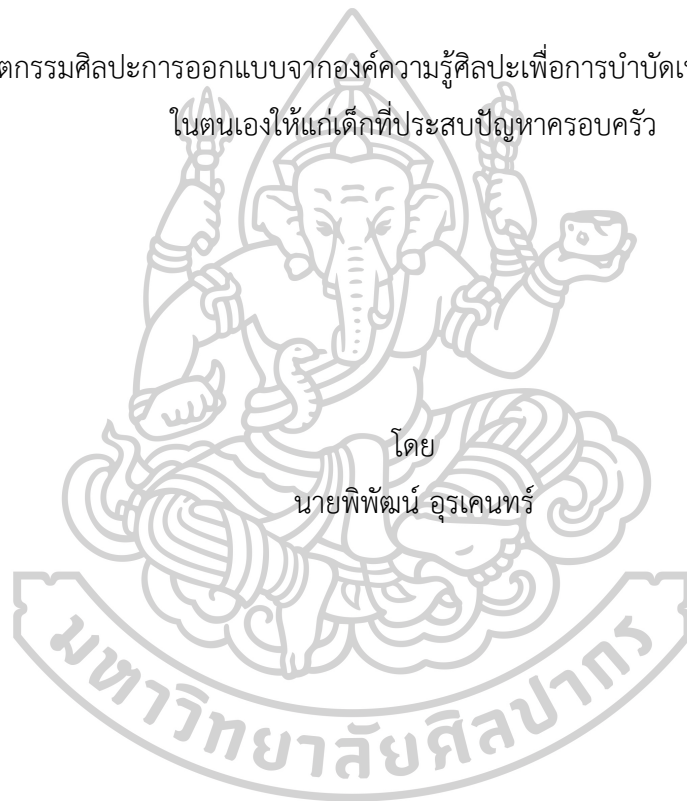 ตกรรมศิลปะการออกแบบจากองค์ความรู้ศิลปะเพื่อการบำบัด
ในตนเองให้แก่เด็กที่ประสบปัญหาครอบครัว
โดย
นายพิพัฒน์ อุรเคนทร์
มหาวิทยาลัยศิลปากร